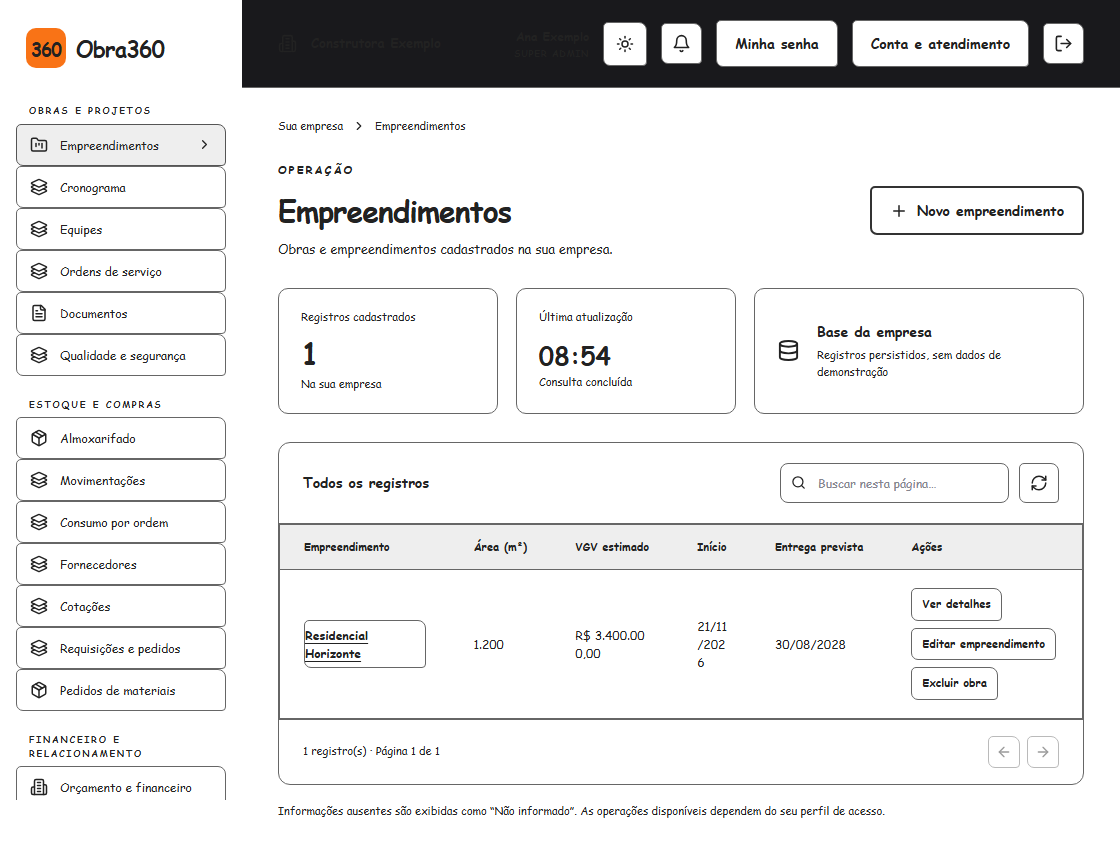 360 Obra360
Construtora Exemplo
Ana Exemplo
SUPER ADMIN
Minha senha
Conta e atendimento
OBRAS E PROJETOS
Empreendimentos
Cronograma
Equipes
Ordens de serviço
Documentos
Qualidade e segurança
ESTOQUE E COMPRAS
Almoxarifado
Movimentações
Consumo por ordem
Fornecedores
Cotações
Requisições e pedidos
Pedidos de materiais
FINANCEIRO E
RELACIONAMENTO
Orçamento e financeiro
Sua empresa > Empreendimentos
OPERAÇÃO
Empreendimentos
Obras e empreendimentos cadastrados na sua empresa.
+ Novo empreendimento
Registros cadastrados
1
Na sua empresa
Última atualização
08:54
Consulta concluída
Base da empresa
Registros persistidos, sem dados de
demonstração
Todos os registros
Buscar nesta página...
Empreendimento Área (m²) VGV estimado Início Entrega prevista Ações
Residencial
Horizonte
1.200
R$ 3.400.00
0,00
21/11
/202
6
30/08/2028
Ver detalhes
Editar empreendimento
Excluir obra
1 registro(s) · Página 1 de 1
Informações ausentes são exibidas como “Não informado”. As operações disponíveis dependem do seu perfil de acesso.